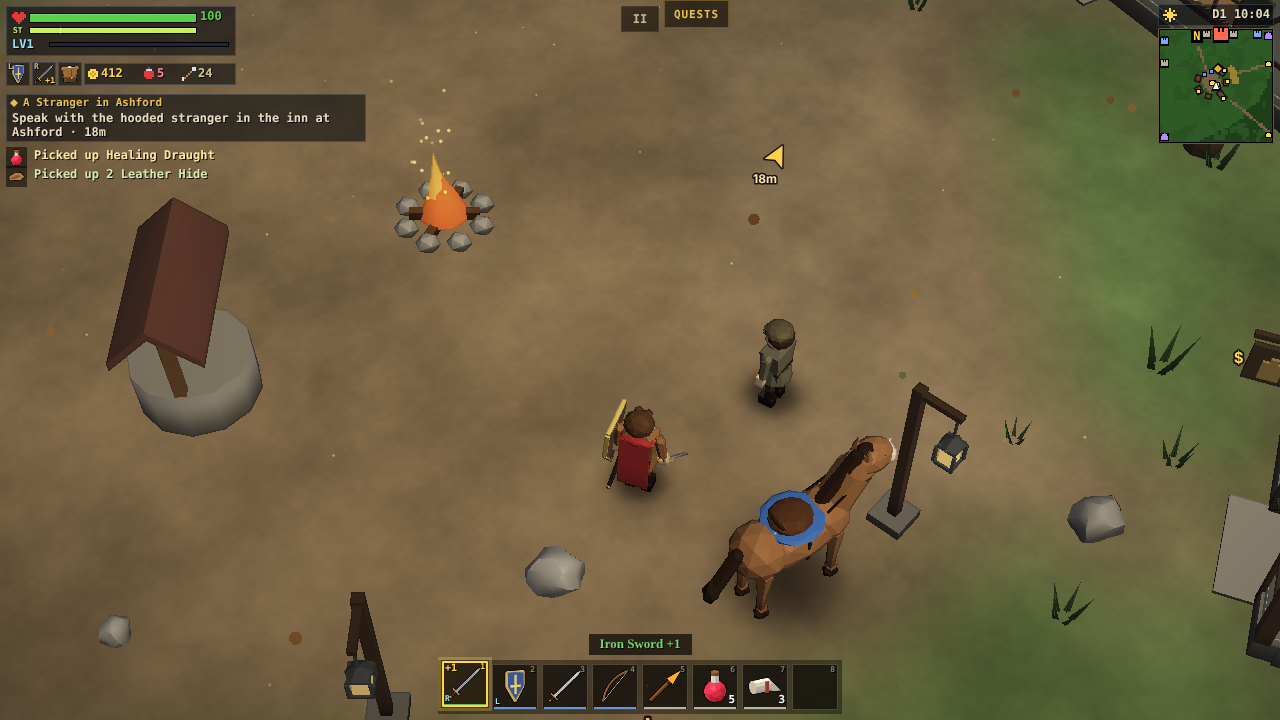 100
ST
LV1
L
R
+1
412
5
24
◆ A Stranger in Ashford
Speak with the hooded stranger in the inn at
Ashford · 18m
Picked up Healing Draught
Picked up 2 Leather Hide
II
QUESTS
D1 10:04
N
18m
$
Iron Sword +1
+1
1
R
2
L
3
4
5
6
5
7
3
8